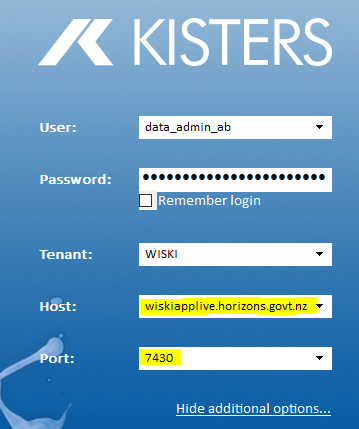 KISTERS
User: data_admin_ab
Password: ●●●●●●●●●●●●●●●●●●●●●●●
Remember login
Tenant: WISKI
Host: wiskiapplive.horizons.govt.nz
Port: 7430
Hide additional options...